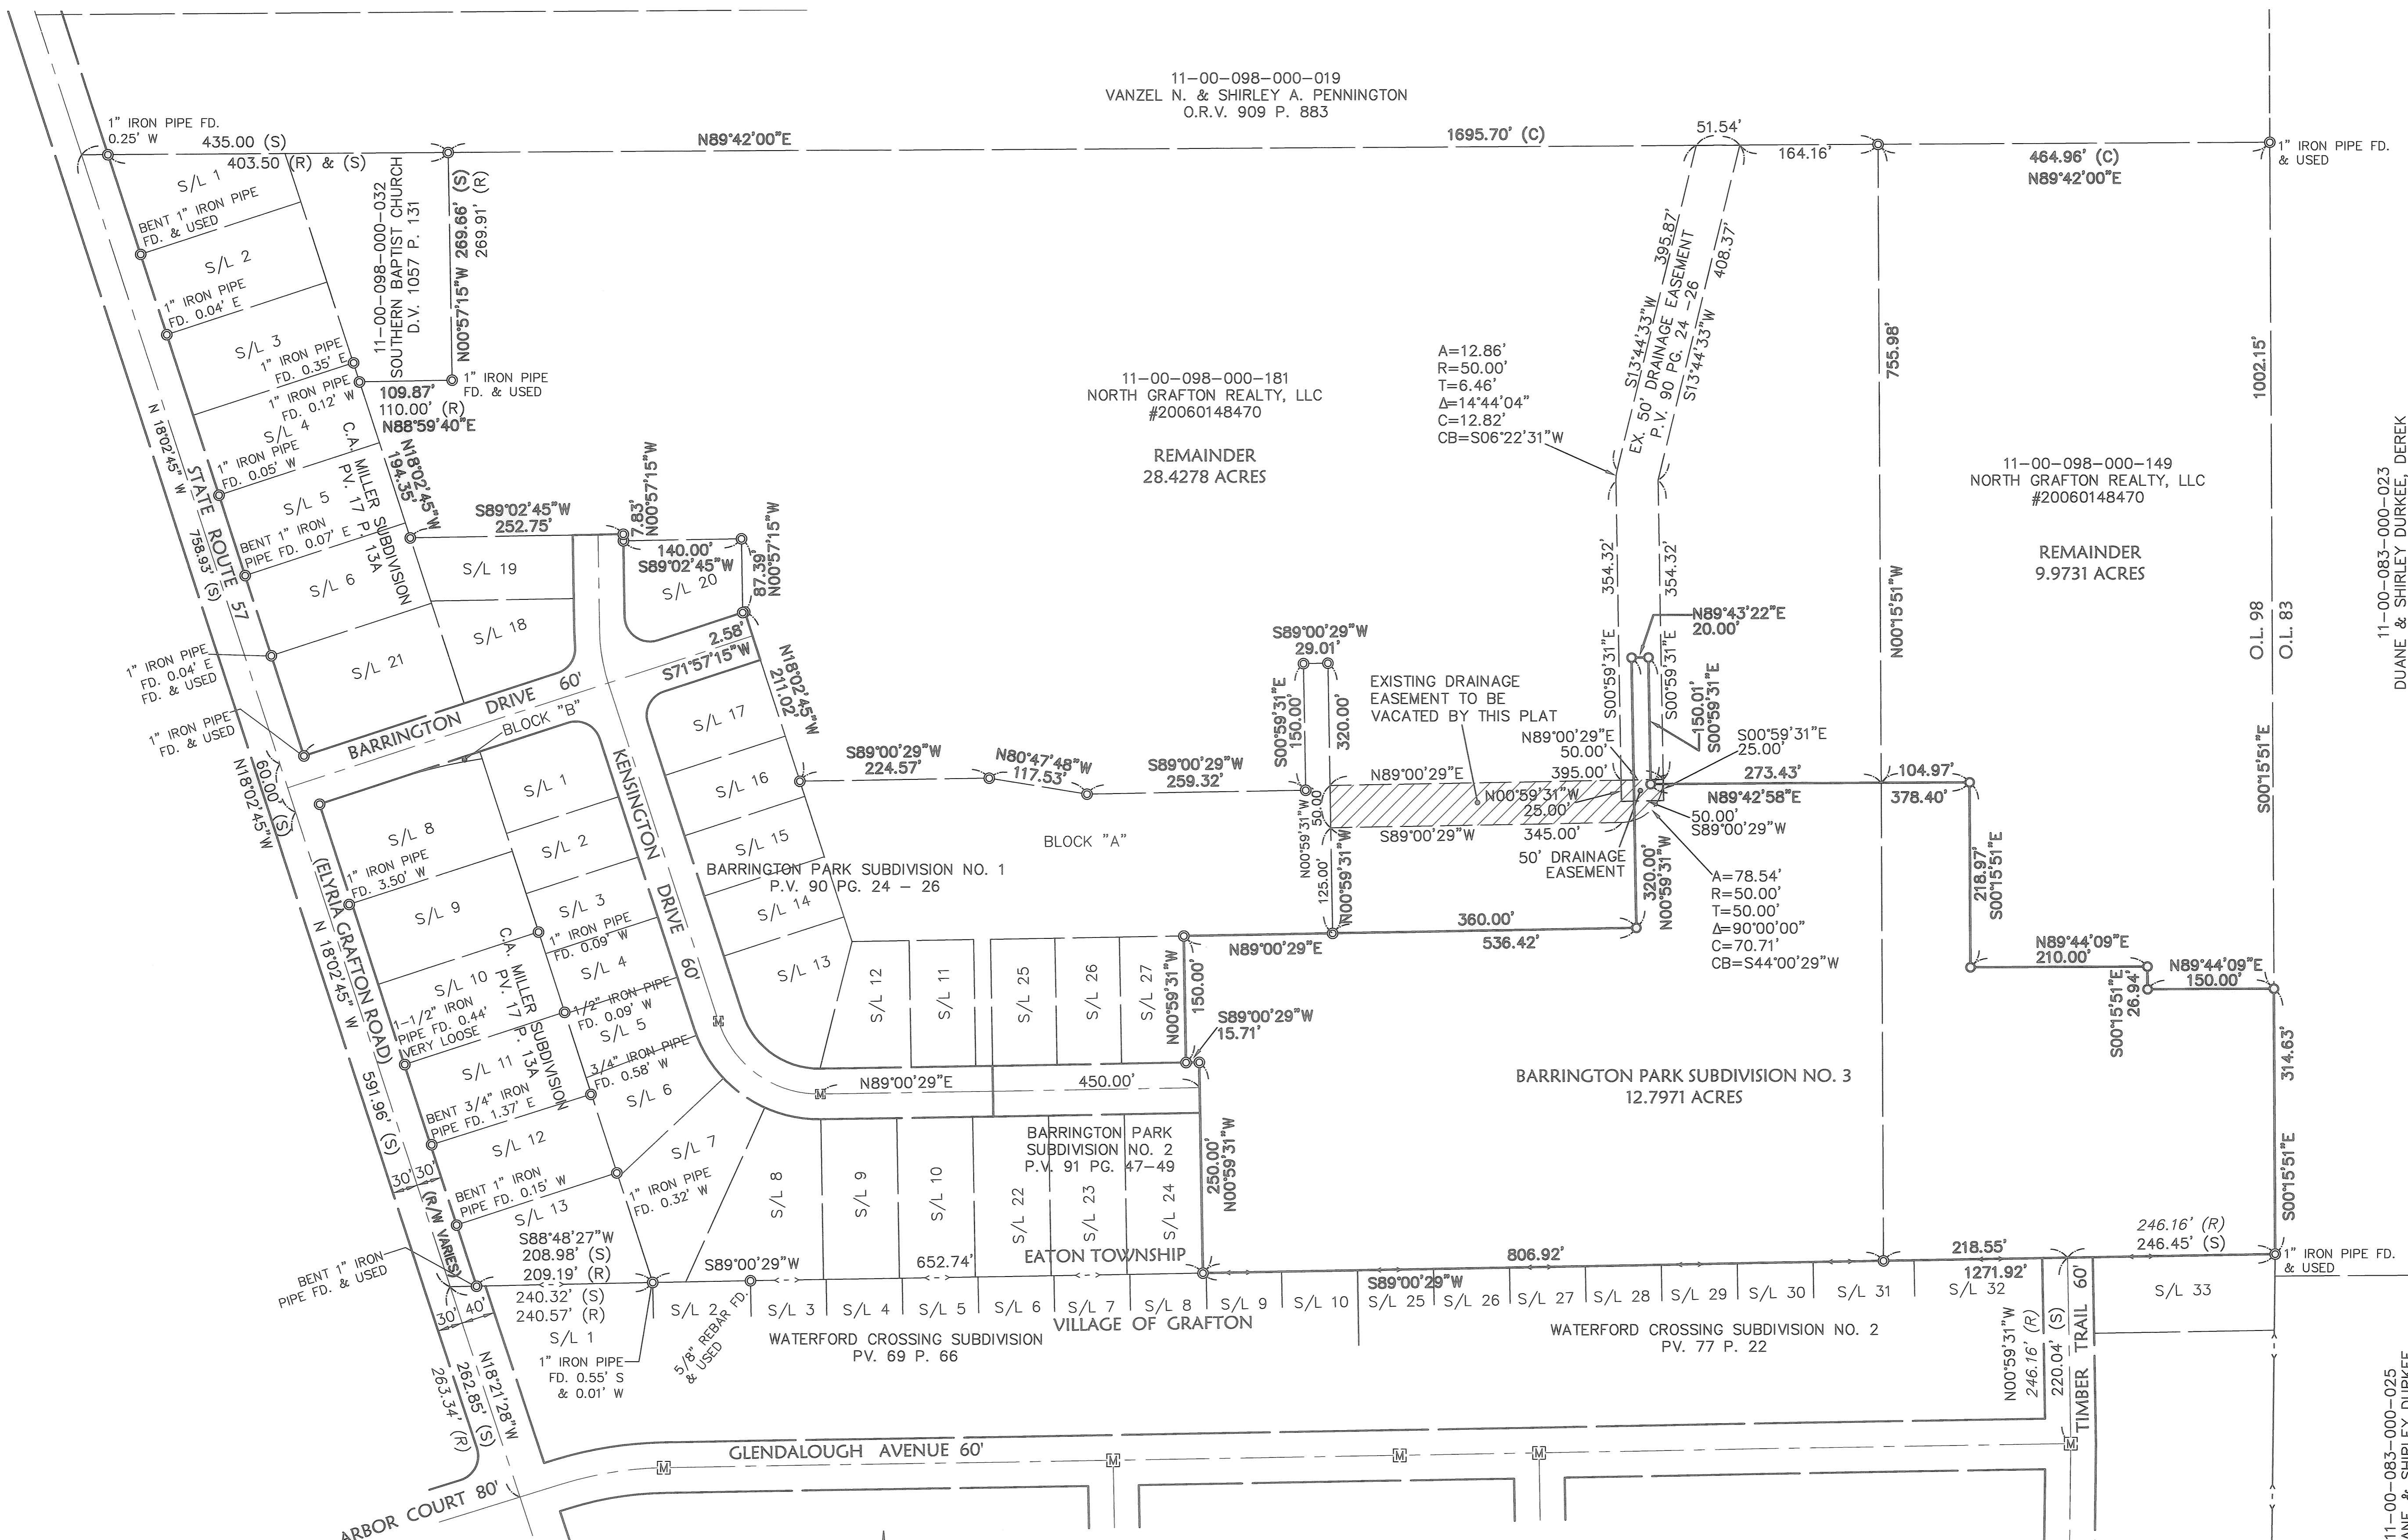 11-00-098-000-019
VANZEL N. & SHIRLEY A. PENNINGTON
O.R.V. 909 P. 883
1" IRON PIPE FD.
0.25' W
435.00 (S)
403.50 (R) & (S)
N89°42'00"E
1695.70' (C)
51.54'
164.16'
464.96' (C)
N89°42'00"E
1" IRON PIPE FD.
& USED
S/L 1
BENT 1" IRON PIPE
FD. & USED
S/L 2
1" IRON PIPE
FD. 0.04' E
S/L 3
1" IRON PIPE
FD. 0.35' E
1" IRON PIPE
FD. 0.12' W
S/L 4
1" IRON PIPE
FD. 0.05' W
S/L 5
BENT 1" IRON
PIPE FD. 0.07' E
S/L 6
S/L 21
11-00-098-000-032
SOUTHERN BAPTIST CHURCH
D.V. 1057 P. 131
N00°57'15"W 269.66' (S)
269.91' (R)
1" IRON PIPE
FD. & USED
109.87'
110.00' (R)
N88°59'40"E
C.A. MILLER SUBDIVISION
PV. 17 P. 13A
N18°02'45"W
194.35'
N 18°02'45" W
STATE ROUTE 57
758.93' (S)
1" IRON PIPE
FD. 0.04' E
FD. & USED
1" IRON PIPE
FD. & USED
60.00' (S)
N18°02'45"W
S89°02'45"W
252.75'
7.83'
N00°57'15"W
140.00'
S89°02'45"W
87.39'
N00°57'15"W
S/L 19
S/L 20
S/L 18
2.58'
S71°57'15"W
N18°02'45"W
211.02'
BARRINGTON DRIVE 60'
BLOCK "B"
KENSINGTON DRIVE 60'
S/L 17
S/L 16
S/L 15
S/L 14
S/L 13
BARRINGTON PARK SUBDIVISION NO. 1
P.V. 90 PG. 24 - 26
S89°00'29"W
224.57'
N80°47'48"W
117.53'
S89°00'29"W
259.32'
BLOCK "A"
11-00-098-000-181
NORTH GRAFTON REALTY, LLC
#20060148470
REMAINDER
28.4278 ACRES
A=12.86'
R=50.00'
T=6.46'
Δ=14°44'04"
C=12.82'
CB=S06°22'31"W
S13°44'33"W
395.87'
EX. 50' DRAINAGE EASEMENT
P.V. 90 PG. 24 -26
S13°44'33"W
408.37'
354.32'
354.32'
S00°59'31"E
S00°59'31"E
755.98'
N00°15'51"W
11-00-098-000-149
NORTH GRAFTON REALTY, LLC
#20060148470
REMAINDER
9.9731 ACRES
1002.15'
O.L. 98
O.L. 83
S00°15'51"E
11-00-083-000-023
DUANE & SHIRLEY DURKEE, DEREK
S89°00'29"W
29.01'
S00°59'31"E
150.00'
320.00'
EXISTING DRAINAGE
EASEMENT TO BE
VACATED BY THIS PLAT
N89°43'22"E
20.00'
150.01'
S00°59'31"E
S00°59'31"E
25.00'
N89°00'29"E
50.00'
N89°00'29"E
395.00'
N00°59'31"W
25.00'
S89°00'29"W
345.00'
50.00'
S89°00'29"W
50' DRAINAGE
EASEMENT
N00°59'31"W
50.00
125.00'
N00°59'31"W
320.00'
N00°59'31"W
A=78.54'
R=50.00'
T=50.00'
Δ=90°00'00"
C=70.71'
CB=S44°00'29"W
273.43'
N89°42'58"E
104.97'
378.40'
218.97'
S00°15'51"E
N89°44'09"E
210.00'
S00°15'51"E
26.94'
N89°44'09"E
150.00'
314.63'
S00°15'51"E
N89°00'29"E
360.00'
536.42'
N00°59'31"W
150.00'
S89°00'29"W
15.71'
250.00'
N00°59'31"W
BARRINGTON PARK SUBDIVISION NO. 3
12.7971 ACRES
S/L 12
S/L 11
S/L 25
S/L 26
S/L 27
N89°00'29"E
450.00'
BARRINGTON PARK
SUBDIVISION NO. 2
P.V. 91 PG. 47-49
S/L 8
S/L 9
S/L 10
S/L 22
S/L 23
S/L 24
S/L 8
S/L 9
S/L 10
S/L 11
S/L 12
S/L 13
S/L 1
S/L 2
S/L 3
S/L 4
S/L 5
S/L 6
S/L 7
1" IRON PIPE
FD. 3.50' W
1" IRON PIPE
FD. 0.09' W
1/2" IRON PIPE
FD. 0.09' W
3/4" IRON PIPE
FD. 0.58' W
1-1/2" IRON
PIPE FD. 0.44'
VERY LOOSE
BENT 3/4" IRON
PIPE FD. 1.37' E
BENT 1" IRON
PIPE FD. 0.15' W
1" IRON PIPE
FD. 0.32' W
C.A. MILLER SUBDIVISION
PV. 17 P. 13A
(ELYRIA GRAFTON ROAD)
N 18°02'45" W
591.96' (S)
30' 30'
(R/W VARIES)
BENT 1" IRON
PIPE FD. & USED
S88°48'27"W
208.98' (S)
209.19' (R)
240.32' (S)
240.57' (R)
30' 40'
S/L 1
1" IRON PIPE
FD. 0.55' S
& 0.01' W
S89°00'29"W
652.74'
EATON TOWNSHIP
VILLAGE OF GRAFTON
5/8" REBAR FD.
& USED
S/L 2
S/L 3
S/L 4
S/L 5
S/L 6
S/L 7
S/L 8
S/L 9
S/L 10
S/L 25
S/L 26
S/L 27
S/L 28
S/L 29
S/L 30
S/L 31
S/L 32
S/L 33
WATERFORD CROSSING SUBDIVISION
PV. 69 P. 66
WATERFORD CROSSING SUBDIVISION NO. 2
PV. 77 P. 22
806.92'
S89°00'29"W
218.55'
1271.92'
246.16' (R)
246.45' (S)
1" IRON PIPE FD.
& USED
N00°59'31"W
246.16' (R)
220.04' (S)
TIMBER TRAIL 60'
N18°21'28"W
262.85' (S)
263.34' (R)
GLENDALOUGH AVENUE 60'
M
M
M
M
M
M
M
ARBOR COURT 80'
11-00-083-000-025